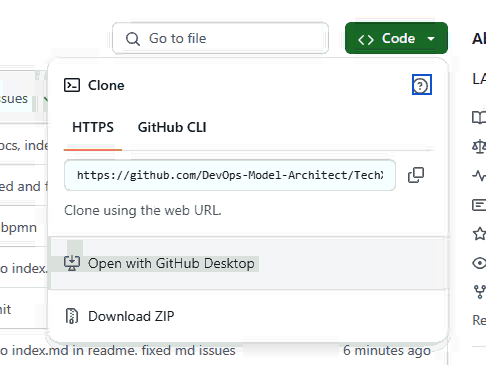 Go to file
Code
Al
ssues
Clone
LA
HTTPS
GitHub CLI
ocs, inde
https://github.com/DevOps-Model-Architect/Tech
ed and f
Clone using the web URL.
bpmn
Open with GitHub Desktop
o index.
nit
Download ZIP
Re
o index.md in readme. fixed md issues
6 minutes ago